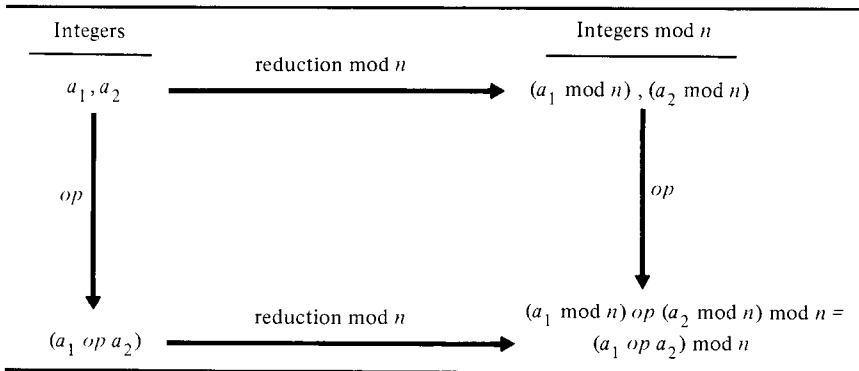 Integers
Integers mod n
reduction mod n
a₁, a₂
(a₁ mod n) , (a₂ mod n)
op
op
reduction mod n
(a₁ mod n) op (a₂ mod n) mod n =
(a₁ op a₂)
(a₁ op a₂) mod n